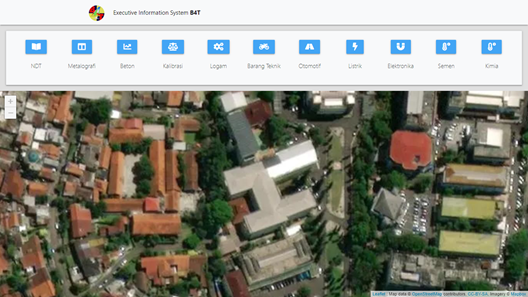 Executive Information System B4T
NDT Metalografi Beton Kalibrasi Logam Barang Teknik Otomotif Listrik Elektronika Semen Kimia
+
−
Leaflet | Map data © OpenStreetMap contributors, CC-BY-SA, Imagery © Mapbox